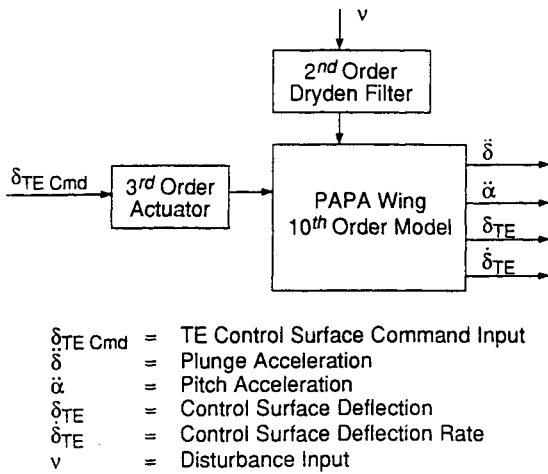 ν
2nd Order
Dryden Filter
δTE Cmd
3rd Order
Actuator
PAPA Wing
10th Order Model
δ̈
α̈
δTE
δ̇TE
δTE Cmd = TE Control Surface Command Input
δ̈ = Plunge Acceleration
α̈ = Pitch Acceleration
δTE = Control Surface Deflection
δ̇TE = Control Surface Deflection Rate
ν = Disturbance Input